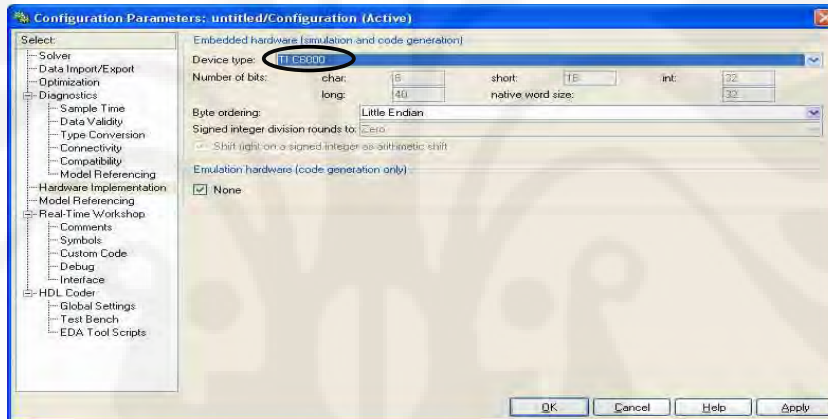 Configuration Parameters: untitled/Configuration (Active)
Select:
Solver
Data Import/Export
Optimization
Diagnostics
Sample Time
Data Validity
Type Conversion
Connectivity
Compatibility
Model Referencing
Hardware Implementation
Model Referencing
Real-Time Workshop
Comments
Symbols
Custom Code
Debug
Interface
HDL Coder
Global Settings
Test Bench
EDA Tool Scripts
Embedded hardware (simulation and code generation)
Device type: TI C6000
Number of bits: char: 8 short: 16 int: 32
long: 40 native word size: 32
Byte ordering: Little Endian
Signed integer division rounds to: Zero
Shift right on a signed integer as arithmetic shift
Emulation hardware (code generation only)
None
OK Cancel Help Apply